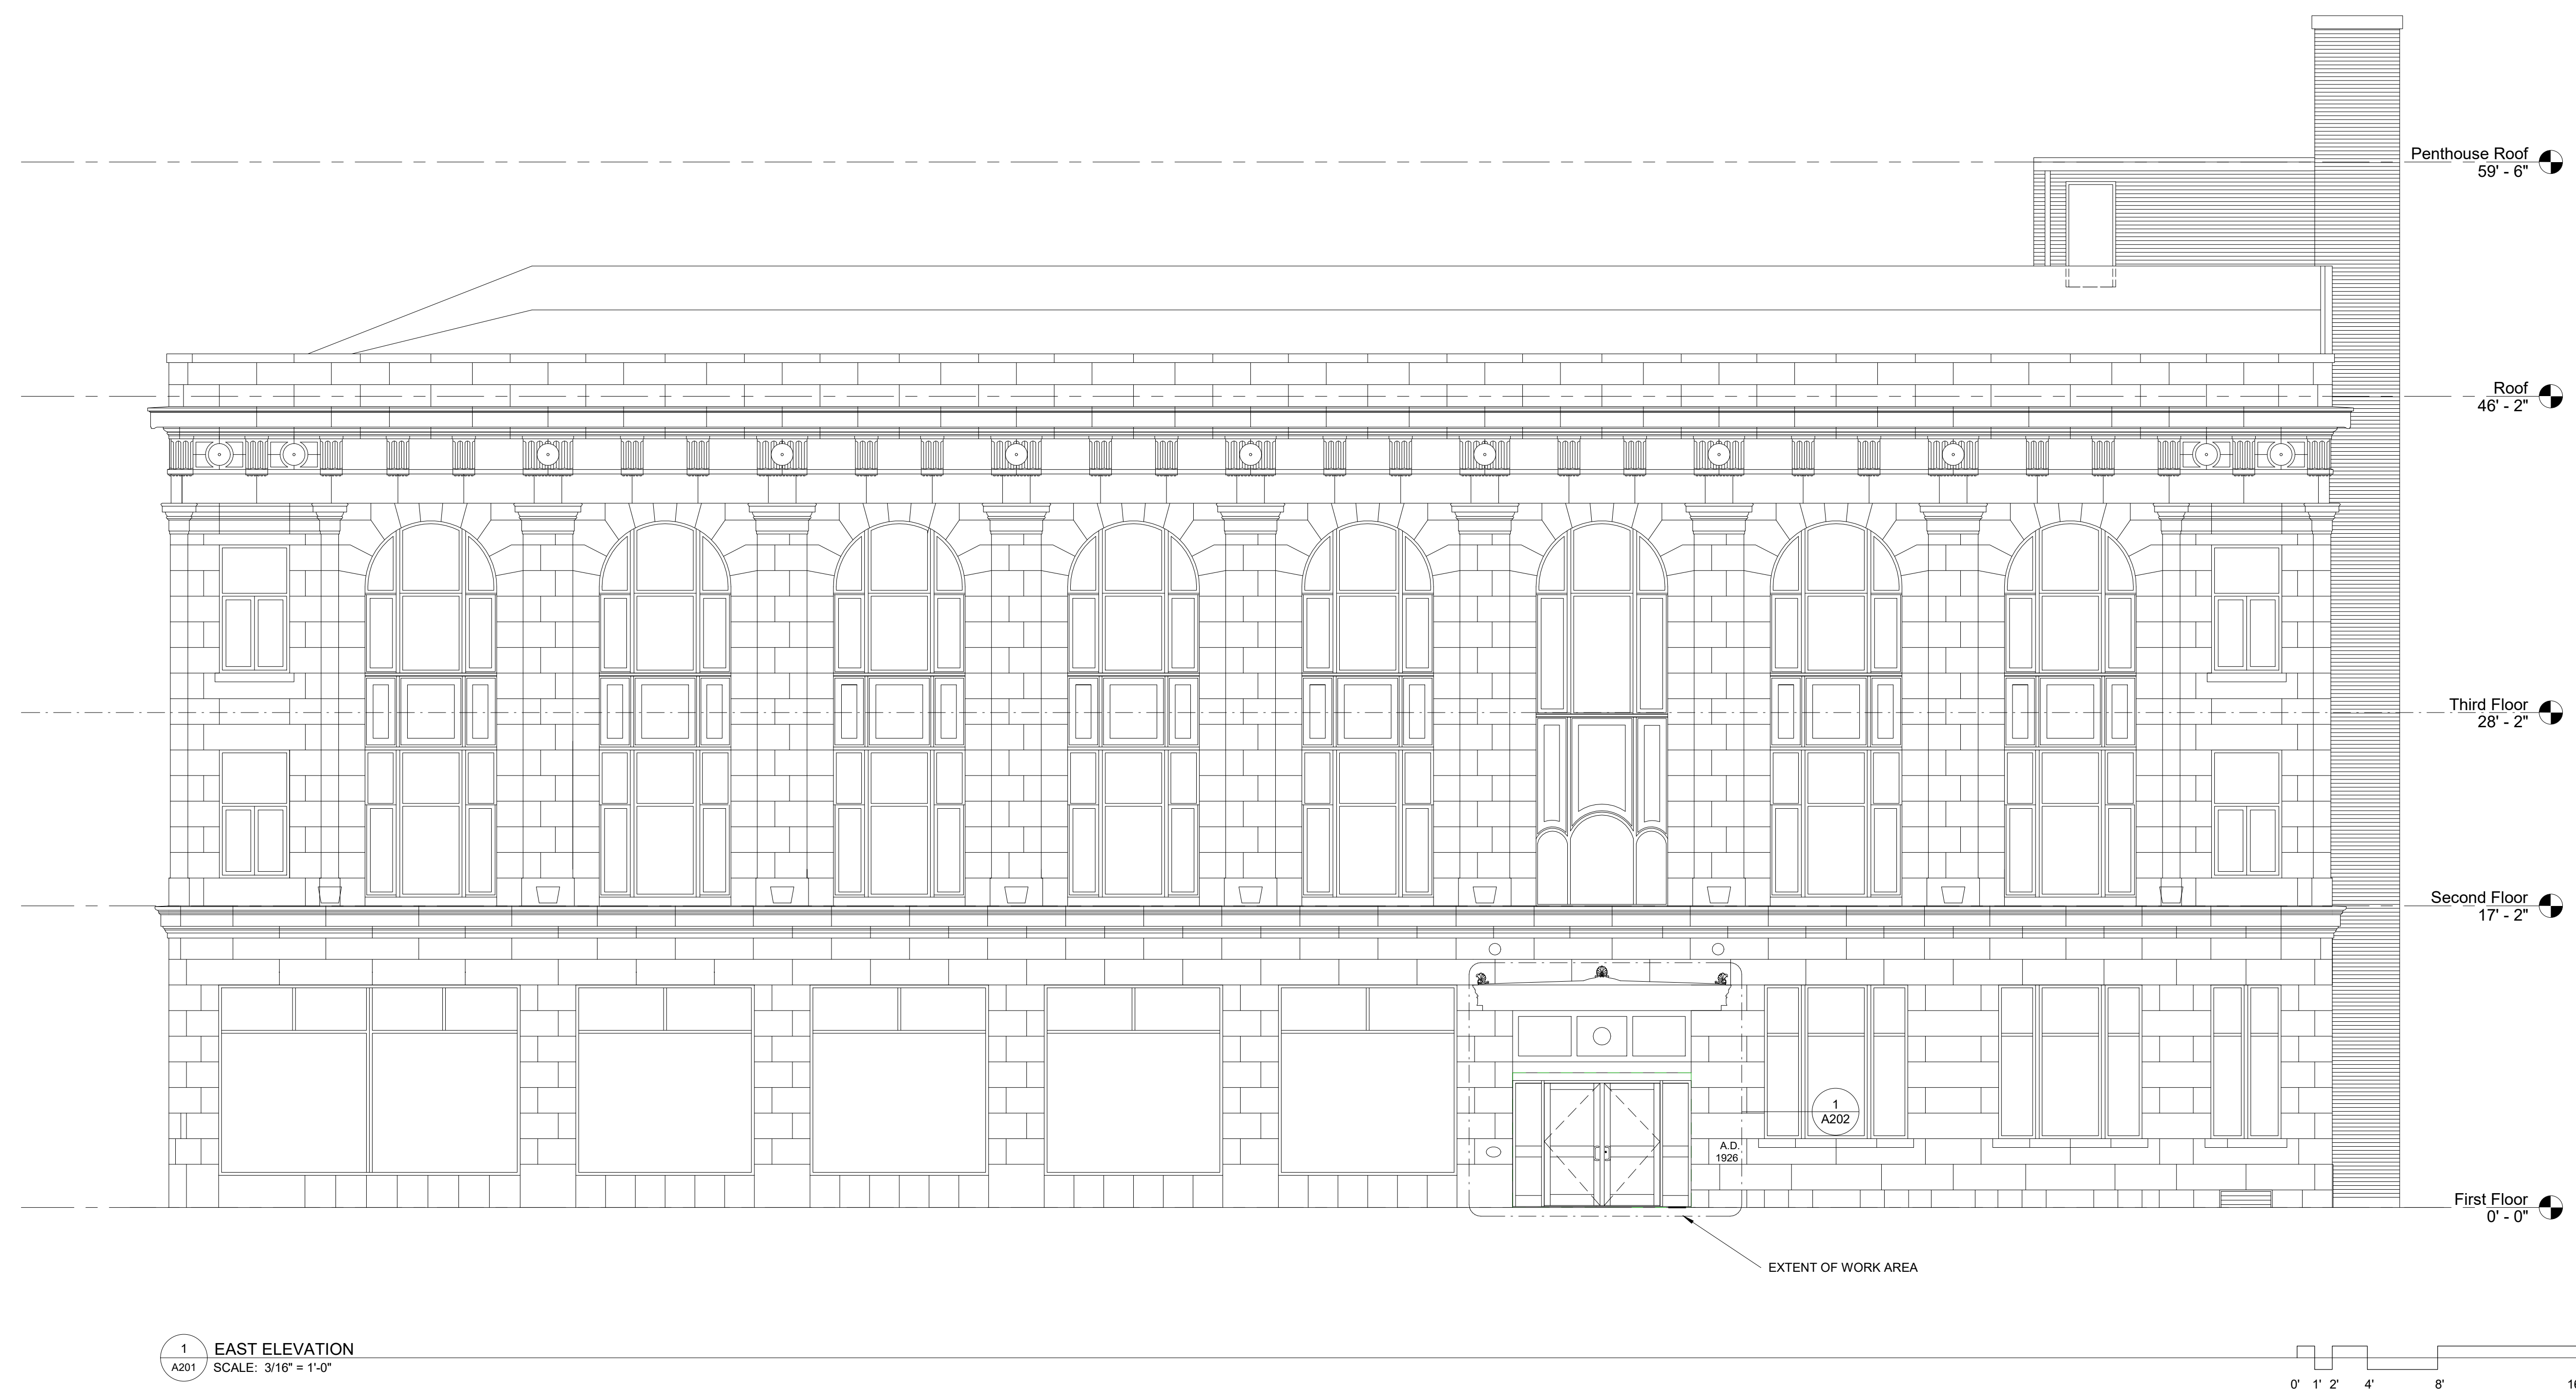 Penthouse Roof
59' - 6"
Roof
46' - 2"
Third Floor
28' - 2"
Second Floor
17' - 2"
1
A202
A.D.
1926
First Floor
0' - 0"
EXTENT OF WORK AREA
1
A201
EAST ELEVATION
SCALE: 3/16" = 1'-0"
0' 1' 2' 4' 8'